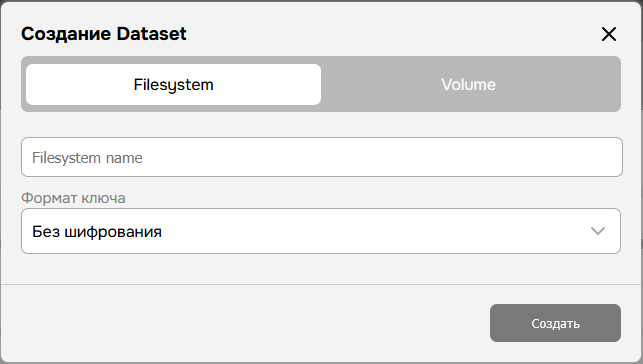 Создание Dataset
Filesystem
Volume
Filesystem name
Формат ключа
Без шифрования
Создать